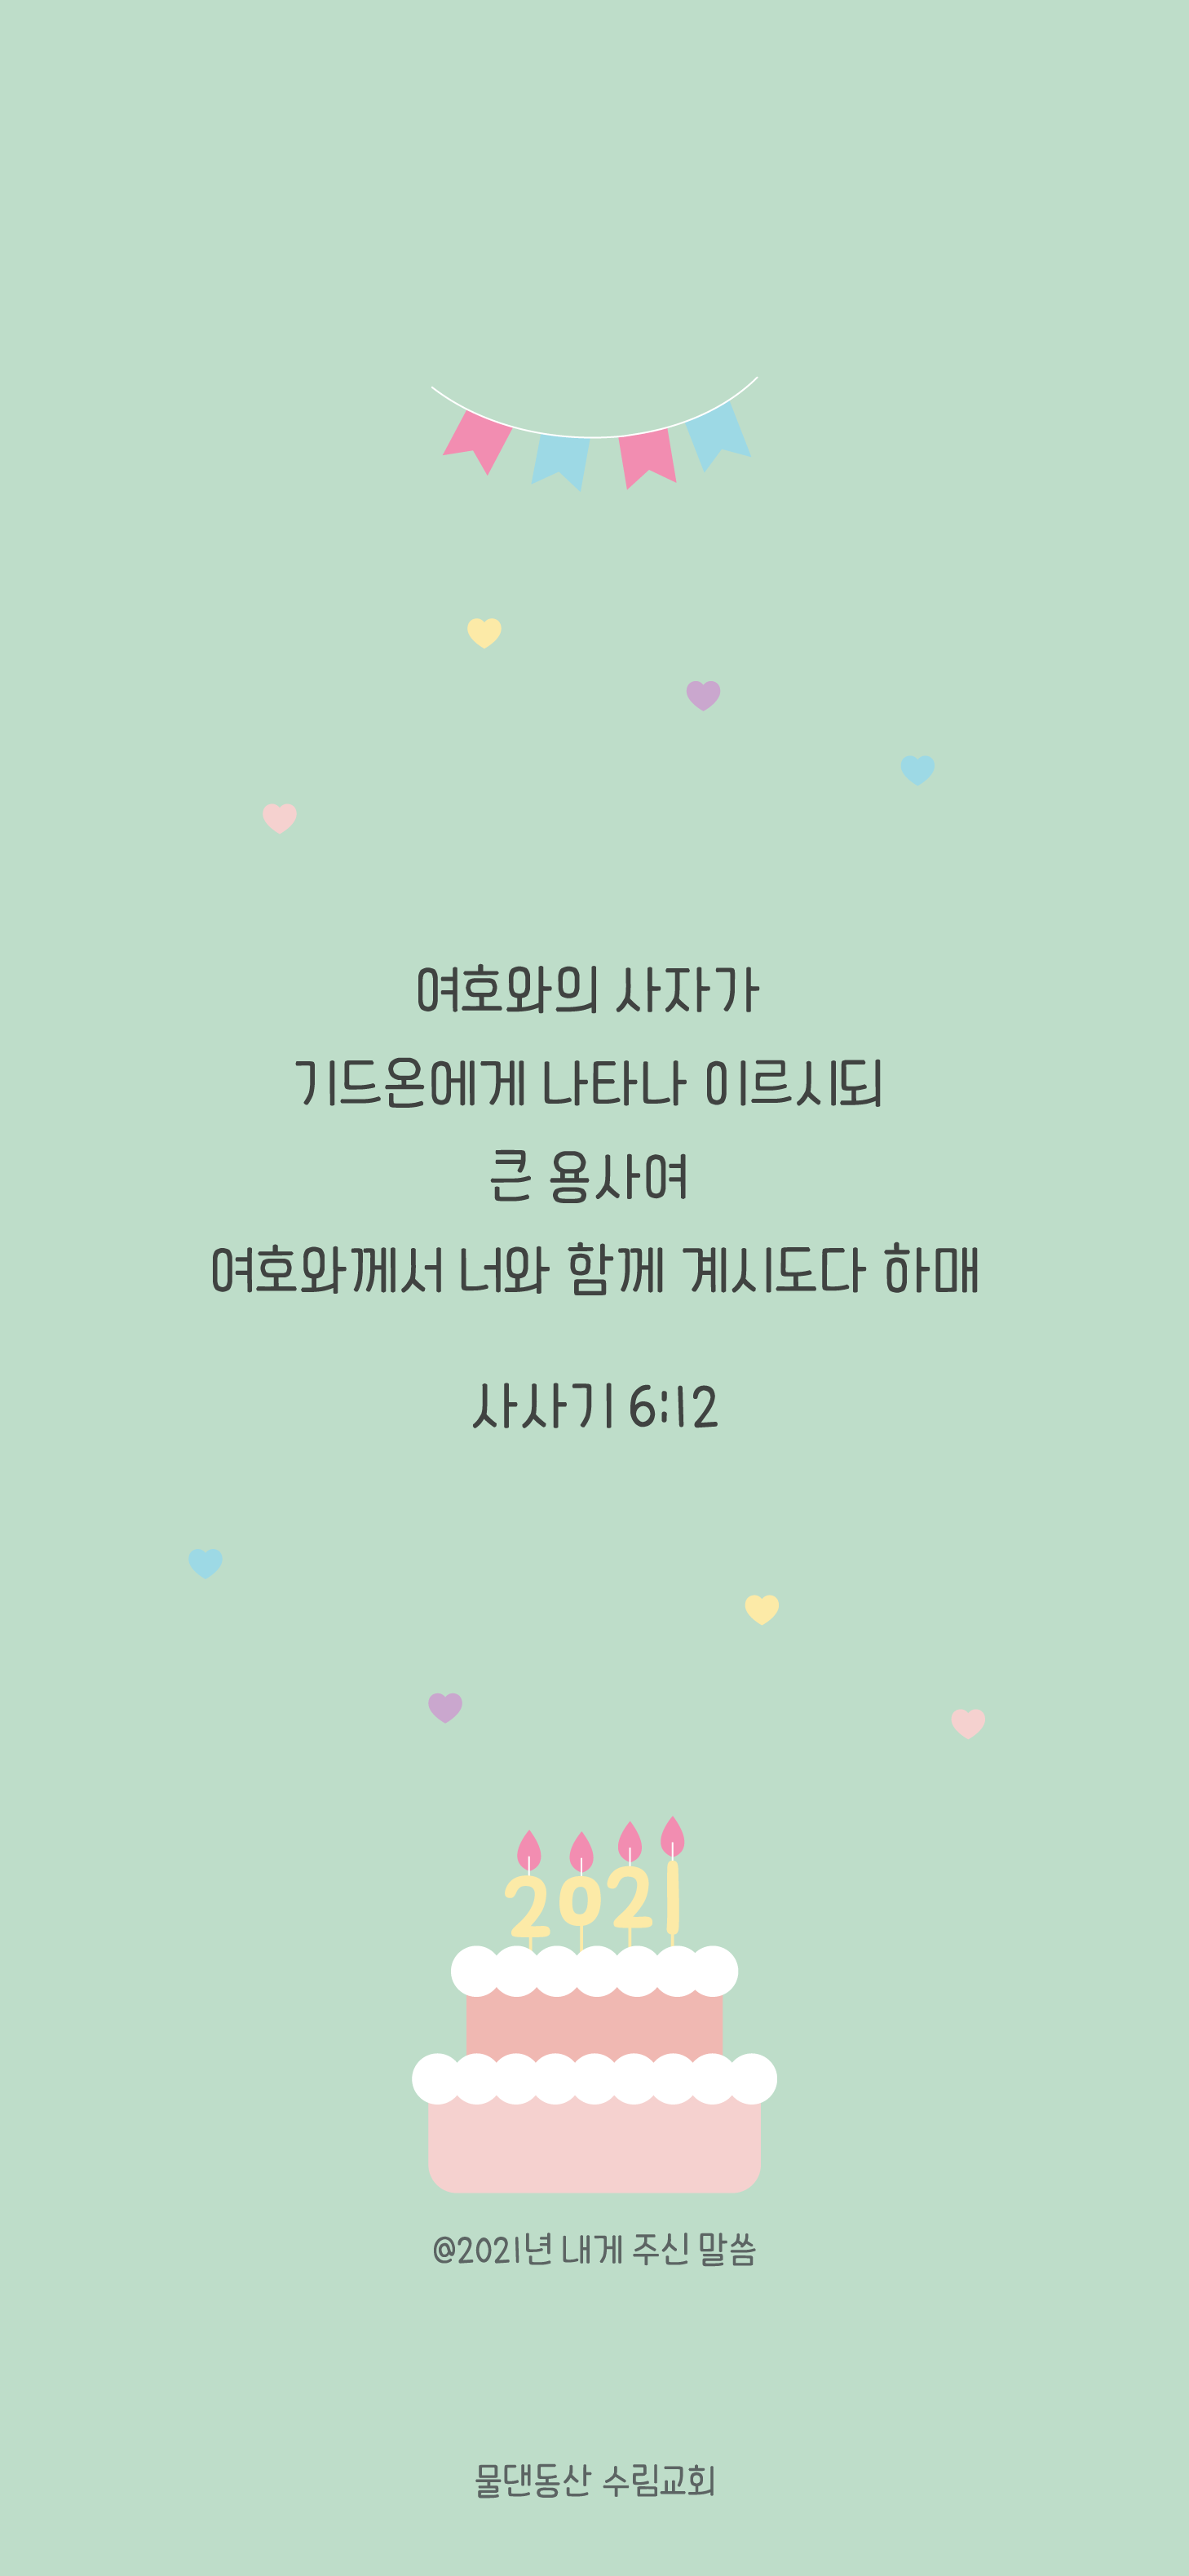 여호와의 사자가
기드온에게 나타나 이르시되
큰 용사여
여호와께서 너와 함께 계시도다 하매
사사기 6:12
2021
@2021년 내게 주신 말씀
물댄동산 수림교회